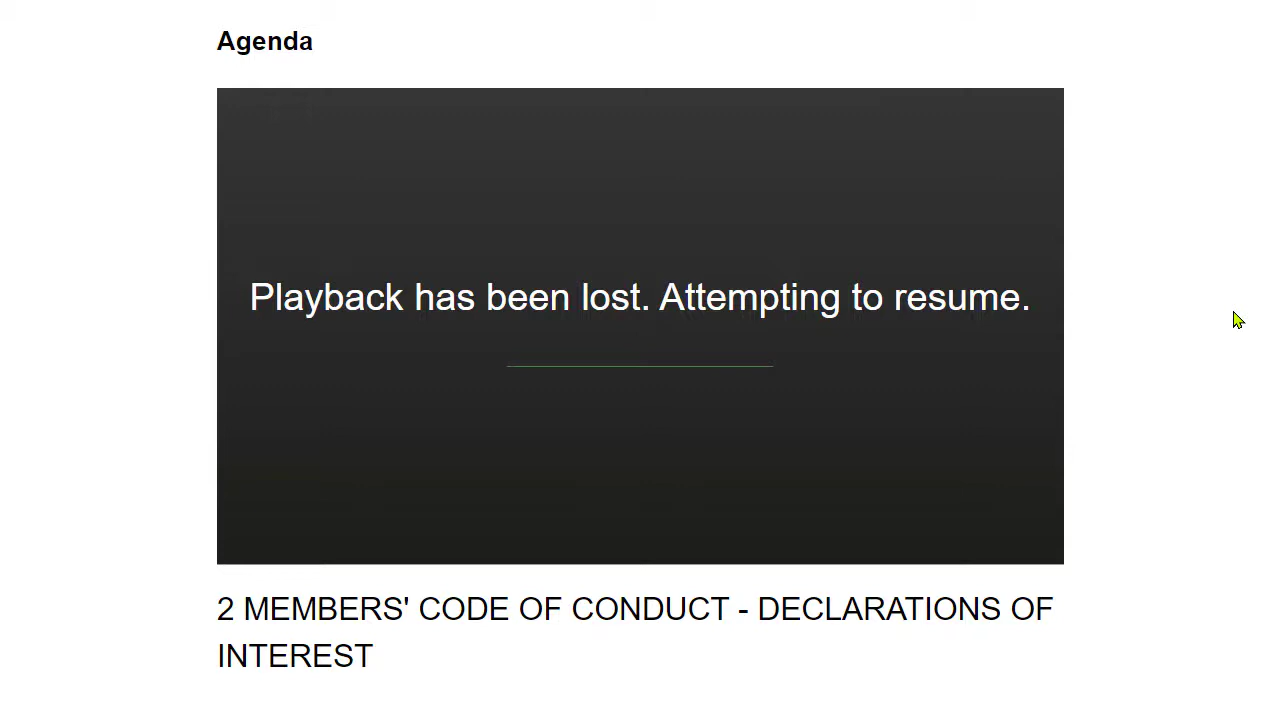 Agenda
Playback has been lost. Attempting to resume.
2 MEMBERS' CODE OF CONDUCT - DECLARATIONS OF
INTEREST